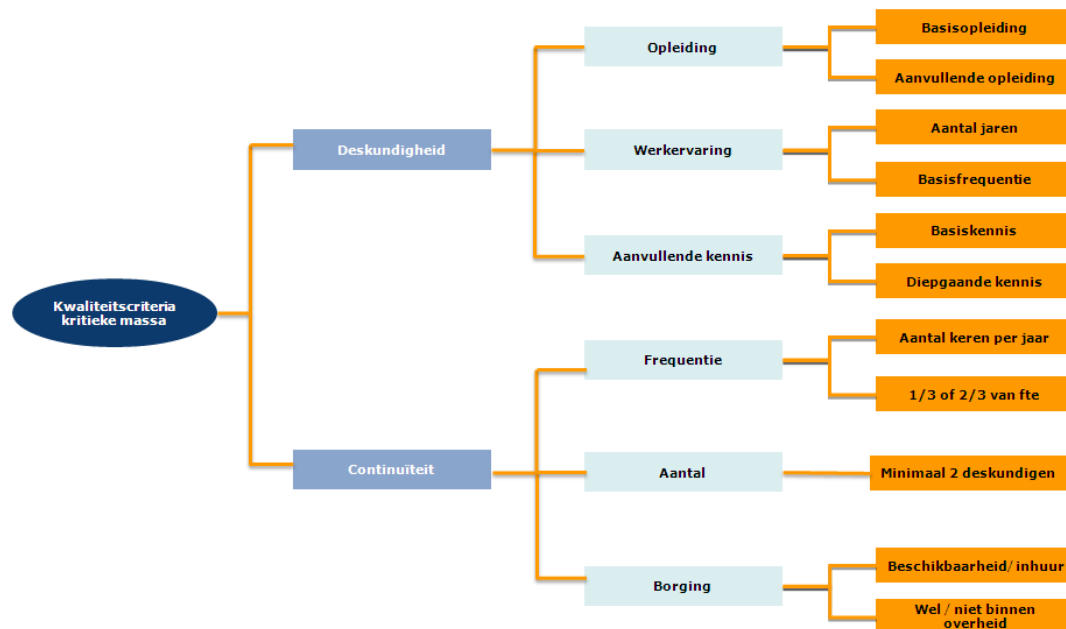 Kwaliteitscriteria
kritieke massa
Deskundigheid
Opleiding
Basisopleiding
Aanvullende opleiding
Werkervaring
Aantal jaren
Basisfrequentie
Aanvullende kennis
Basiskennis
Diepgaande kennis
Continuïteit
Frequentie
Aantal keren per jaar
1/3 of 2/3 van fte
Aantal
Minimaal 2 deskundigen
Borging
Beschikbaarheid/ inhuur
Wel / niet binnen
overheid